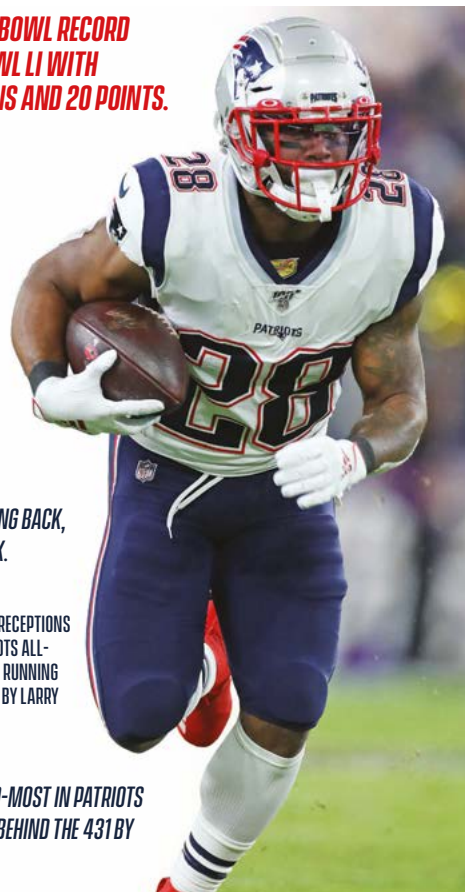 BOWL RECORD
WL LI WITH
NS AND 20 POINTS.
28
28
PATRIOTS
PATRIOTS
28
NFL
NG BACK,
K.
RECEPTIONS
OTS ALL-
RUNNING
BY LARRY
D-MOST IN PATRIOTS
BEHIND THE 431 BY